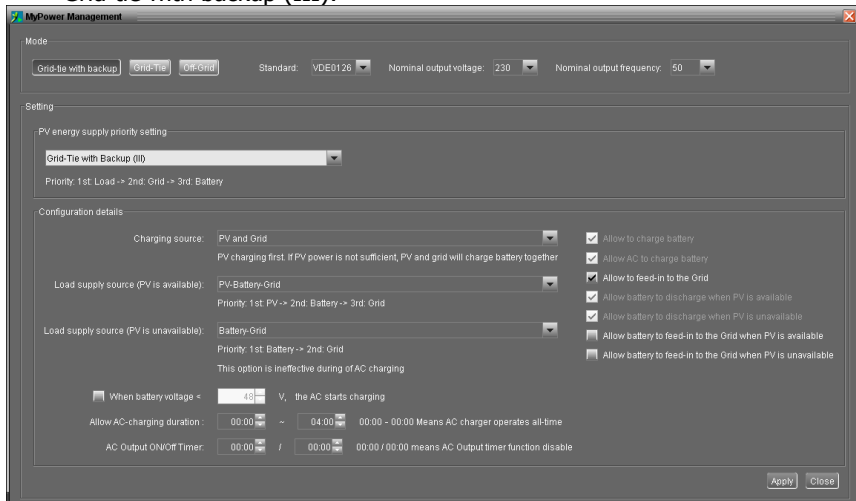 Grid-tie with backup (III):
MyPower Management
Mode
Grid-tie with backup Grid-Tie Off-Grid Standard: VDE0126 Nominal output voltage: 230 Nominal output frequency: 50
Setting
PV energy supply priority setting
Grid-Tie with Backup (III)
Priority: 1st: Load -> 2nd: Grid -> 3rd: Battery
Configuration details
Charging source: PV and Grid
PV charging first. If PV power is not sufficient, PV and grid will charge battery together
Load supply source (PV is available): PV-Battery-Grid
Priority: 1st: PV -> 2nd: Battery -> 3rd: Grid
Load supply source (PV is unavailable): Battery-Grid
Priority: 1st: Battery -> 2nd: Grid
This option is ineffective during of AC charging
When battery voltage < 48 V, the AC starts charging
Allow AC-charging duration : 00:00 ~ 04:00 00:00 - 00:00 Means AC charger operates all-time
AC Output ON/Off Timer: 00:00 / 00:00 00:00 / 00:00 means AC Output timer function disable
Allow to charge battery
Allow AC to charge battery
Allow to feed-in to the Grid
Allow battery to discharge when PV is available
Allow battery to discharge when PV is unavailable
Allow battery to feed-in to the Grid when PV is available
Allow battery to feed-in to the Grid when PV is unavailable
Apply Close